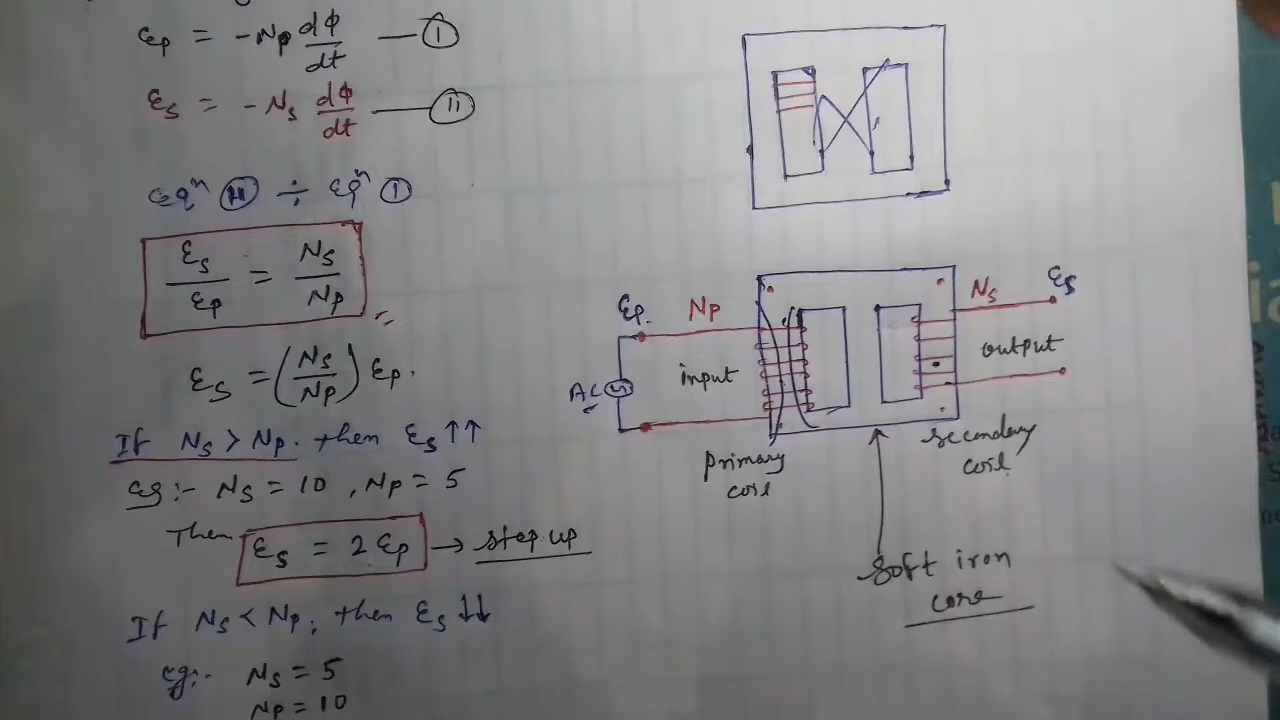 εp = -Np dϕ/dt — I
εs = -Ns dϕ/dt — II
eqⁿ II ÷ eqⁿ I
εs/εp = Ns/Np
εs = (Ns/Np) εp.
If Ns > Np. then εs ↑↑
eg:- Ns = 10, Np = 5
Then εs = 2 εp → step up
If Ns < Np, then εs ↓↓
eg:- Ns = 5
Np = 10
εp. Np
AC input
primary
coil
Ns εs
output
secondary
coil
soft iron
core